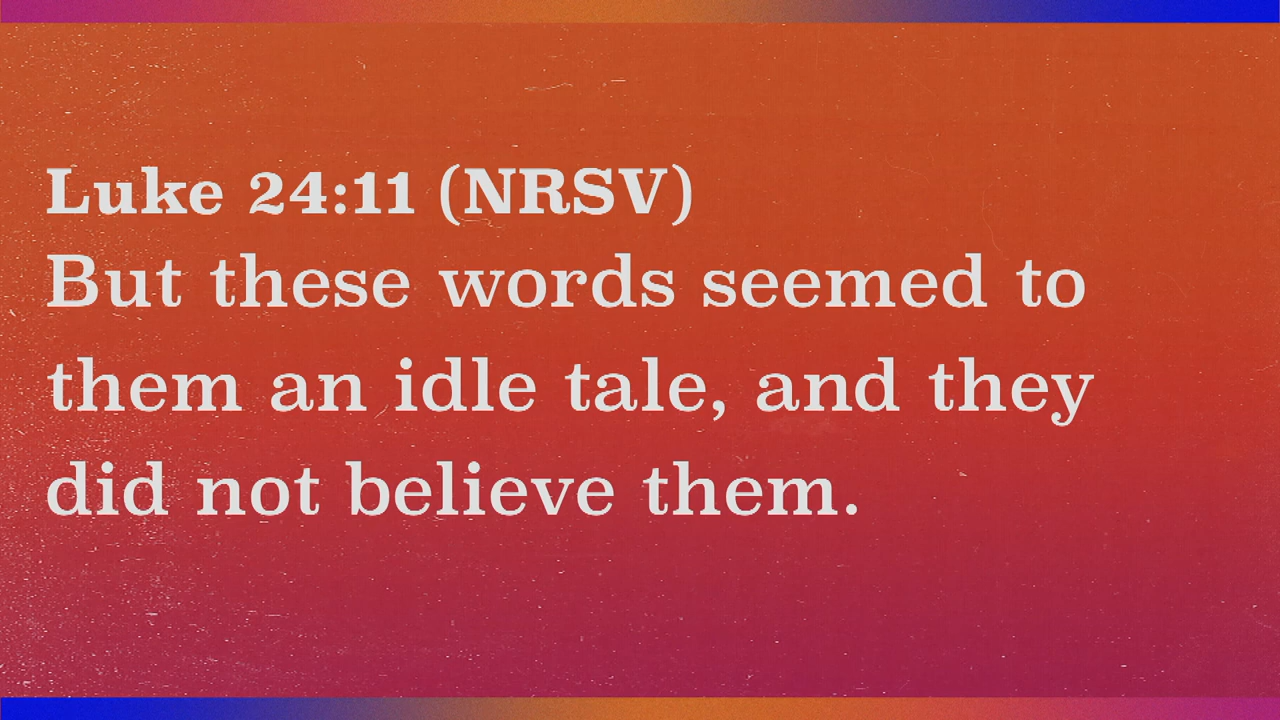 Luke 24:11 (NRSV)
But these words seemed to
them an idle tale, and they
did not believe them.